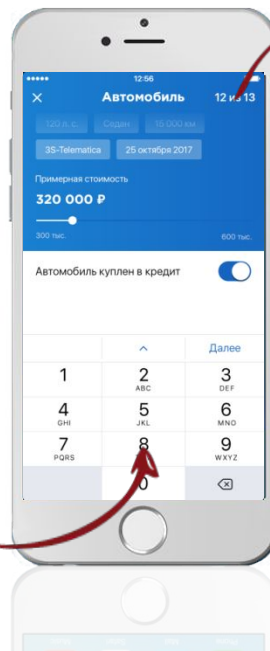 12:56
Автомобиль 12 из 13
120 л. с. Седан 15 000 км
3S-Telematica 25 октября 2017
Примерная стоимость
320 000 ₽
300 тыс. 600 тыс.
Автомобиль куплен в кредит
Далее
1 2 3
ABC DEF
4 5 6
GHI JKL MNO
7 8 9
PQRS WXYZ
0